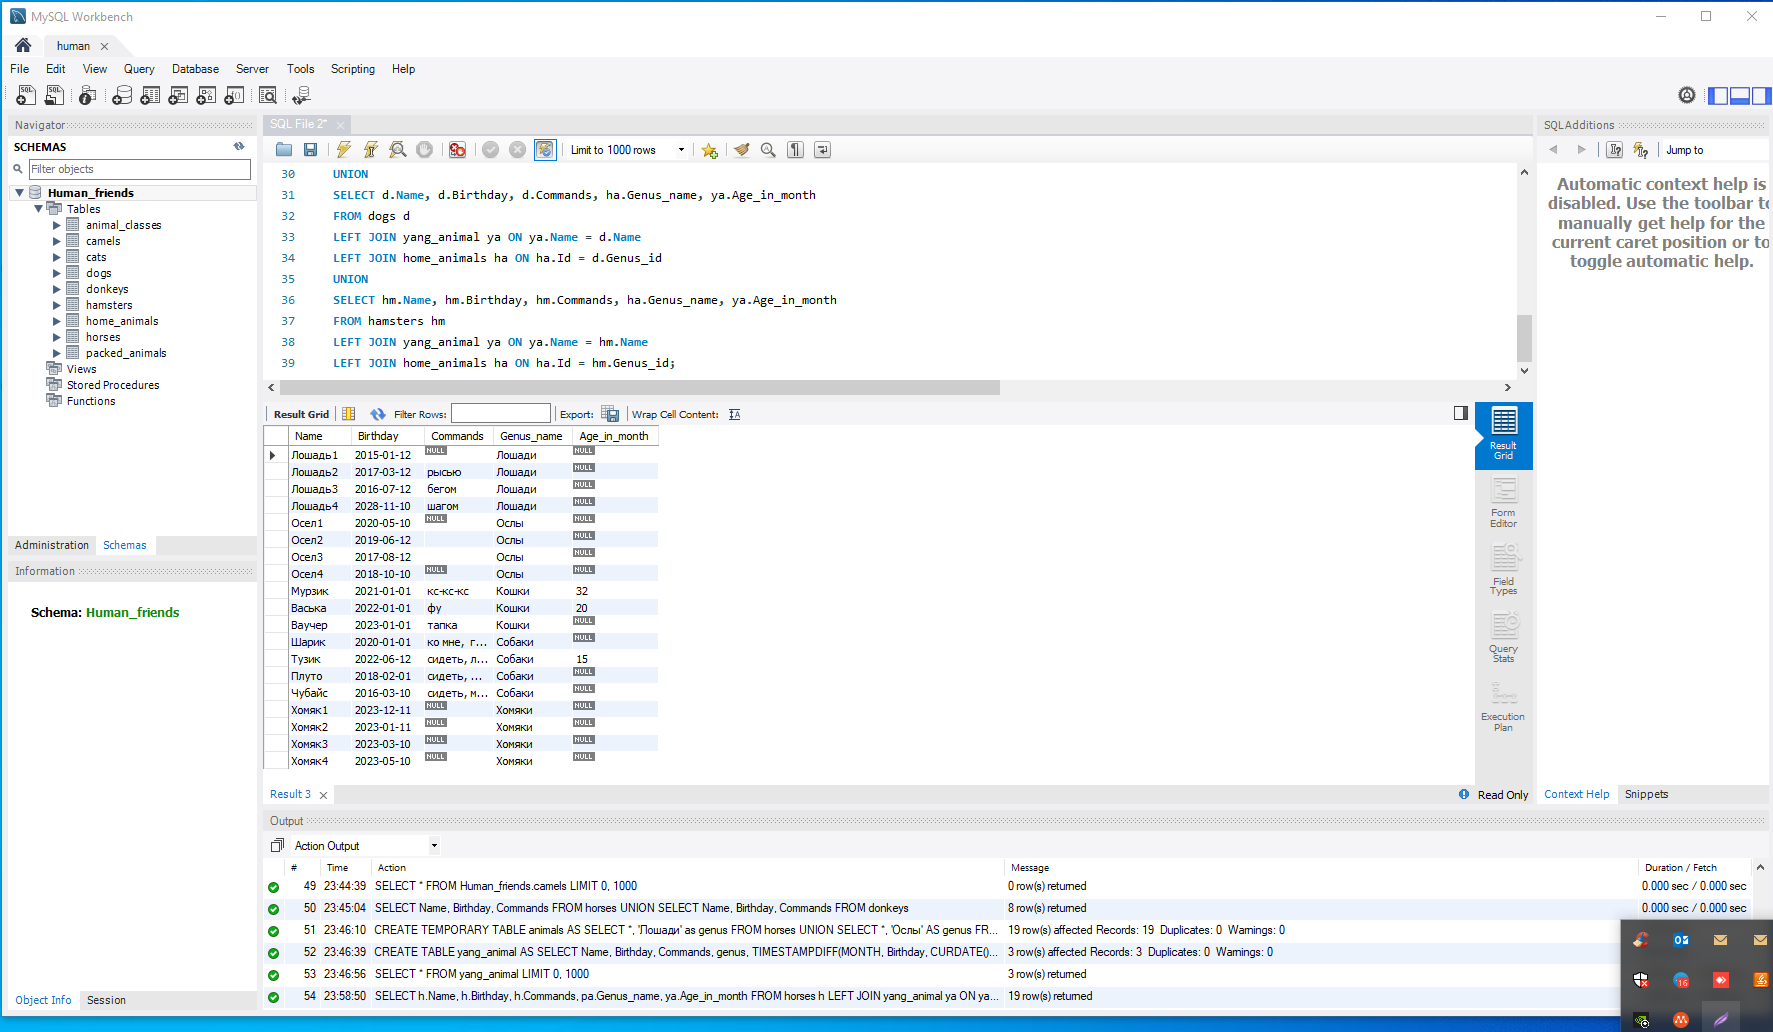 MySQL Workbench
human
File Edit View Query Database Server Tools Scripting Help
Navigator
SCHEMAS
Filter objects
Human_friends
Tables
animal_classes
camels
cats
dogs
donkeys
hamsters
home_animals
horses
packed_animals
Views
Stored Procedures
Functions
Administration Schemas
Information
Schema: Human_friends
Object Info Session
SQL File 2*
Limit to 1000 rows
30 UNION
31 SELECT d.Name, d.Birthday, d.Commands, ha.Genus_name, ya.Age_in_month
32 FROM dogs d
33 LEFT JOIN yang_animal ya ON ya.Name = d.Name
34 LEFT JOIN home_animals ha ON ha.Id = d.Genus_id
35 UNION
36 SELECT hm.Name, hm.Birthday, hm.Commands, ha.Genus_name, ya.Age_in_month
37 FROM hamsters hm
38 LEFT JOIN yang_animal ya ON ya.Name = hm.Name
39 LEFT JOIN home_animals ha ON ha.Id = hm.Genus_id;
Result Grid Filter Rows: Export: Wrap Cell Content:
Name Birthday Commands Genus_name Age_in_month
Лошадь1 2015-01-12 NULL Лошади NULL
Лошадь2 2017-03-12 рысью Лошади NULL
Лошадь3 2016-07-12 бегом Лошади NULL
Лошадь4 2028-11-10 шагом Лошади NULL
Осел1 2020-05-10 NULL Ослы NULL
Осел2 2019-06-12 Ослы NULL
Осел3 2017-08-12 Ослы NULL
Осел4 2018-10-10 NULL Ослы NULL
Мурзик 2021-01-01 кс-кс-кс Кошки 32
Васька 2022-01-01 фу Кошки 20
Ваучер 2023-01-01 тапка Кошки NULL
Шарик 2020-01-01 ко мне, г... Собаки NULL
Тузик 2022-06-12 сидеть, л... Собаки 15
Плуто 2018-02-01 сидеть, ... Собаки NULL
Чубайс 2016-03-10 сидеть, м... Собаки NULL
Хомяк1 2023-12-11 NULL Хомяки NULL
Хомяк2 2023-01-11 NULL Хомяки NULL
Хомяк3 2023-03-10 NULL Хомяки NULL
Хомяк4 2023-05-10 NULL Хомяки NULL
Result Grid
Form Editor
Field Types
Query Stats
Execution Plan
Result 3
Read Only
SQLAdditions
Jump to
Automatic context help is
disabled. Use the toolbar to
manually get help for the
current caret position or to
toggle automatic help.
Context Help Snippets
Output
Action Output
# Time Action Message Duration / Fetch
49 23:44:39 SELECT * FROM Human_friends.camels LIMIT 0, 1000 0 row(s) returned 0.000 sec / 0.000 sec
50 23:45:04 SELECT Name, Birthday, Commands FROM horses UNION SELECT Name, Birthday, Commands FROM donkeys 8 row(s) returned 0.000 sec / 0.000 sec
51 23:46:10 CREATE TEMPORARY TABLE animals AS SELECT *, 'Лошади' as genus FROM horses UNION SELECT *, 'Ослы' AS genus FR... 19 row(s) affected Records: 19 Duplicates: 0 Warnings: 0
52 23:46:39 CREATE TABLE yang_animal AS SELECT Name, Birthday, Commands, genus, TIMESTAMPDIFF(MONTH, Birthday, CURDATE()... 3 row(s) affected Records: 3 Duplicates: 0 Warnings: 0
53 23:46:56 SELECT * FROM yang_animal LIMIT 0, 1000 3 row(s) returned
54 23:58:50 SELECT h.Name, h.Birthday, h.Commands, pa.Genus_name, ya.Age_in_month FROM horses h LEFT JOIN yang_animal ya ON ya... 19 row(s) returned
16